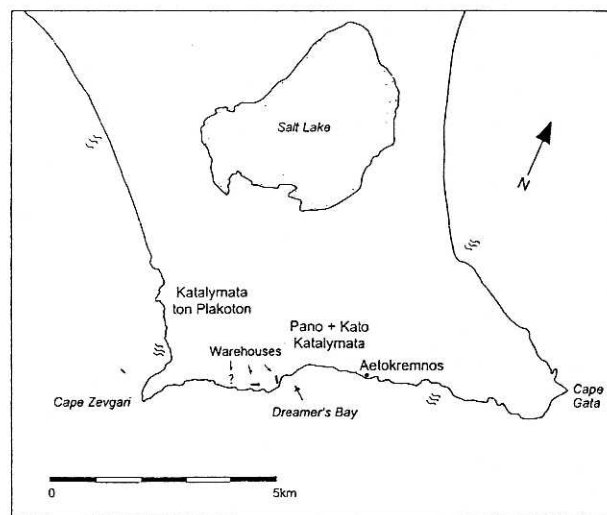 Salt Lake
N
Katalymata
ton Plakoton
Pano + Kato
Katalymata
Warehouses
?
Aetokremnos
Cape Zevgari
Dreamer's Bay
Cape
Gata
0
5km